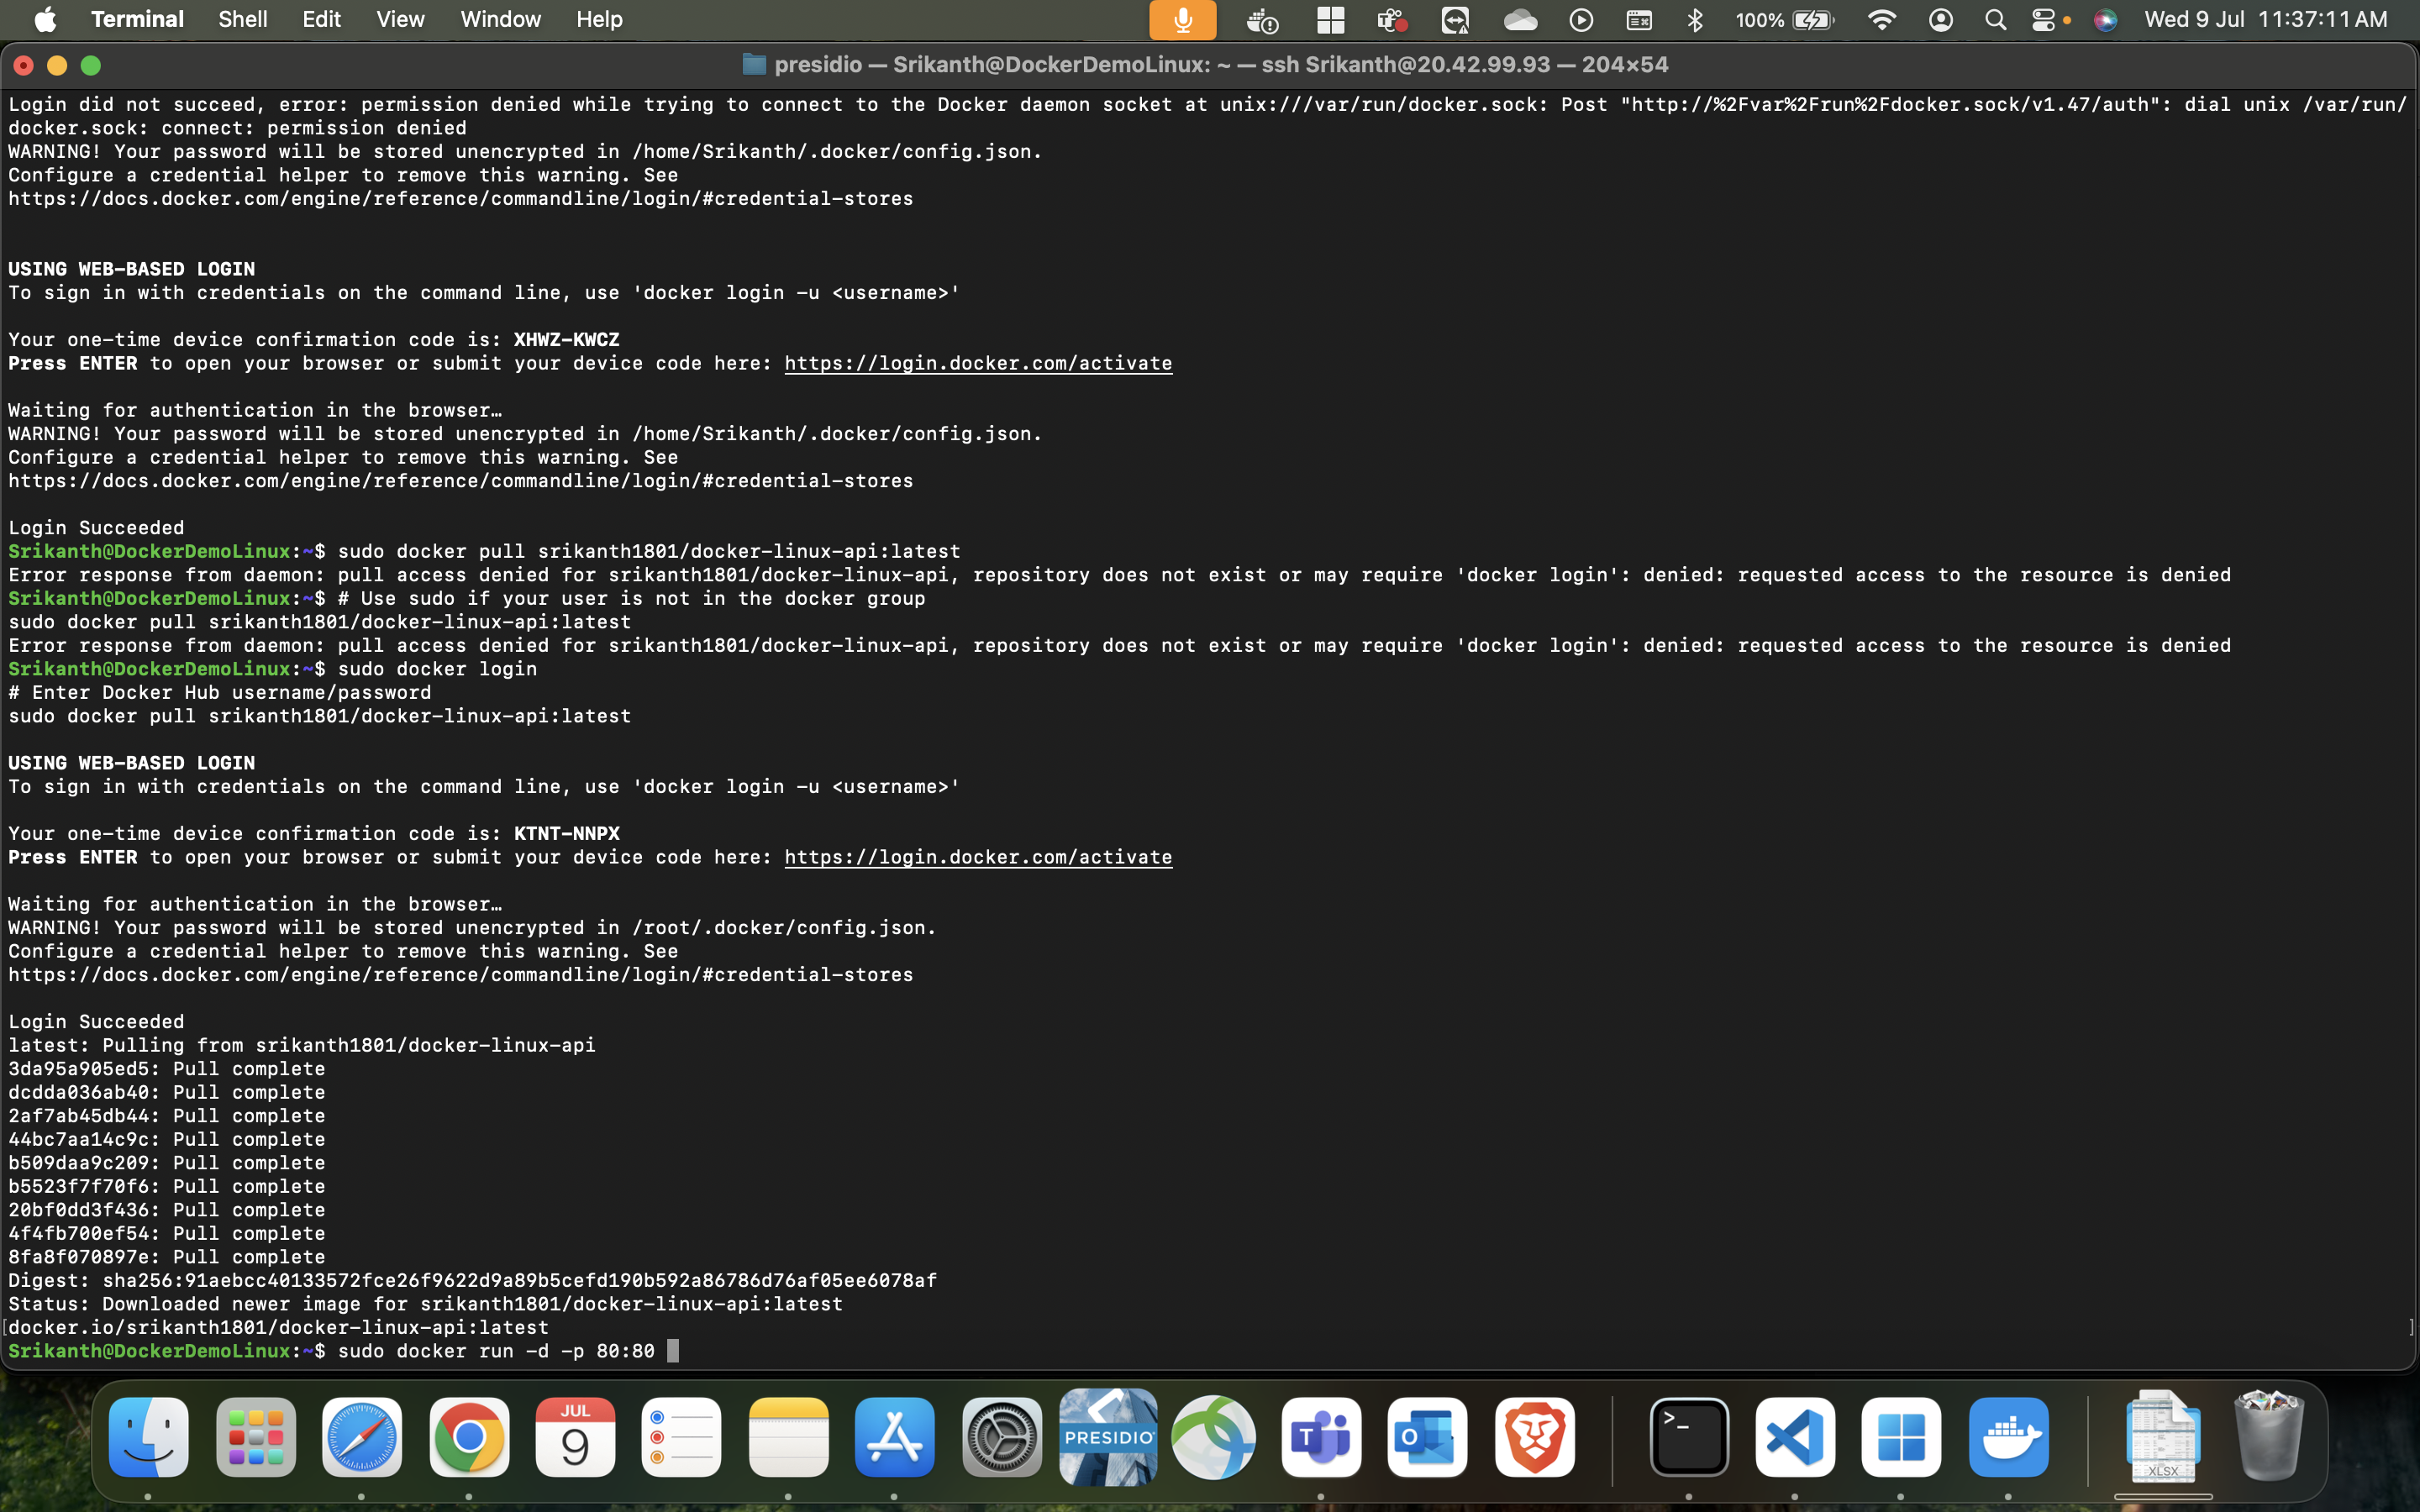 Terminal Shell Edit View Window Help 100% Wed 9 Jul 11:37:11 AM
presidio — Srikanth@DockerDemoLinux: ~ — ssh Srikanth@20.42.99.93 — 204×54
Login did not succeed, error: permission denied while trying to connect to the Docker daemon socket at unix:///var/run/docker.sock: Post "http://%2Fvar%2Frun%2Fdocker.sock/v1.47/auth": dial unix /var/run/
docker.sock: connect: permission denied
WARNING! Your password will be stored unencrypted in /home/Srikanth/.docker/config.json.
Configure a credential helper to remove this warning. See
https://docs.docker.com/engine/reference/commandline/login/#credential-stores
USING WEB-BASED LOGIN
To sign in with credentials on the command line, use 'docker login -u <username>'
Your one-time device confirmation code is: XHWZ-KWCZ
Press ENTER to open your browser or submit your device code here: https://login.docker.com/activate
Waiting for authentication in the browser…
WARNING! Your password will be stored unencrypted in /home/Srikanth/.docker/config.json.
Configure a credential helper to remove this warning. See
https://docs.docker.com/engine/reference/commandline/login/#credential-stores
Login Succeeded
Srikanth@DockerDemoLinux:~$ sudo docker pull srikanth1801/docker-linux-api:latest
Error response from daemon: pull access denied for srikanth1801/docker-linux-api, repository does not exist or may require 'docker login': denied: requested access to the resource is denied
Srikanth@DockerDemoLinux:~$ # Use sudo if your user is not in the docker group
sudo docker pull srikanth1801/docker-linux-api:latest
Error response from daemon: pull access denied for srikanth1801/docker-linux-api, repository does not exist or may require 'docker login': denied: requested access to the resource is denied
Srikanth@DockerDemoLinux:~$ sudo docker login
# Enter Docker Hub username/password
sudo docker pull srikanth1801/docker-linux-api:latest
USING WEB-BASED LOGIN
To sign in with credentials on the command line, use 'docker login -u <username>'
Your one-time device confirmation code is: KTNT-NNPX
Press ENTER to open your browser or submit your device code here: https://login.docker.com/activate
Waiting for authentication in the browser…
WARNING! Your password will be stored unencrypted in /root/.docker/config.json.
Configure a credential helper to remove this warning. See
https://docs.docker.com/engine/reference/commandline/login/#credential-stores
Login Succeeded
latest: Pulling from srikanth1801/docker-linux-api
3da95a905ed5: Pull complete
dcdda036ab40: Pull complete
2af7ab45db44: Pull complete
44bc7aa14c9c: Pull complete
b509daa9c209: Pull complete
b5523f7f70f6: Pull complete
20bf0dd3f436: Pull complete
4f4fb700ef54: Pull complete
8fa8f070897e: Pull complete
Digest: sha256:91aebcc40133572fce26f9622d9a89b5cefd190b592a86786d76af05ee6078af
Status: Downloaded newer image for srikanth1801/docker-linux-api:latest
[docker.io/srikanth1801/docker-linux-api:latest ]
Srikanth@DockerDemoLinux:~$ sudo docker run -d -p 80:80
JUL
9
PRESIDIO
T
O
>_
XLSX